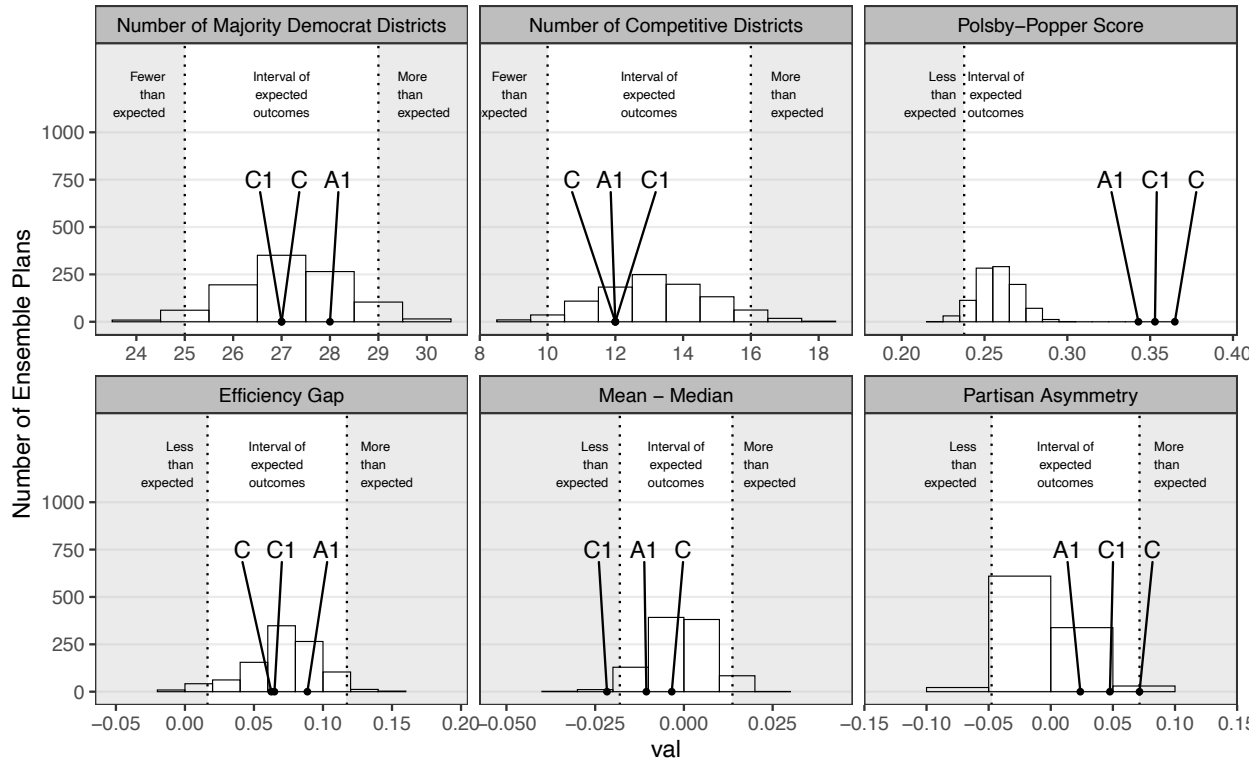 Number of Majority Democrat Districts
Number of Competitive Districts
Polsby−Popper Score
Fewer
than
expected
Interval of
expected
outcomes
More
than
expected
Fewer
than
xpected
Interval of
expected
outcomes
More
than
expected
Less
than
expected
Interval of
expected
outcomes
1000
750
500
250
0
C1 C A1
C A1 C1
A1 C1 C
24 25 26 27 28 29 30
8 10 12 14 16 18
0.20 0.25 0.30 0.35 0.40
Number of Ensemble Plans
Efficiency Gap
Mean − Median
Partisan Asymmetry
Less
than
expected
Interval of
expected
outcomes
More
than
expected
Less
than
expected
Interval of
expected
outcomes
More
than
expected
Less
than
expected
Interval of
expected
outcomes
More
than
expected
1000
750
500
250
0
C C1 A1
C1 A1 C
A1 C1 C
−0.05 0.00 0.05 0.10 0.15 0.20
−0.050 −0.025 0.000 0.025
−0.15 −0.10 −0.05 0.00 0.05 0.10 0.15
val